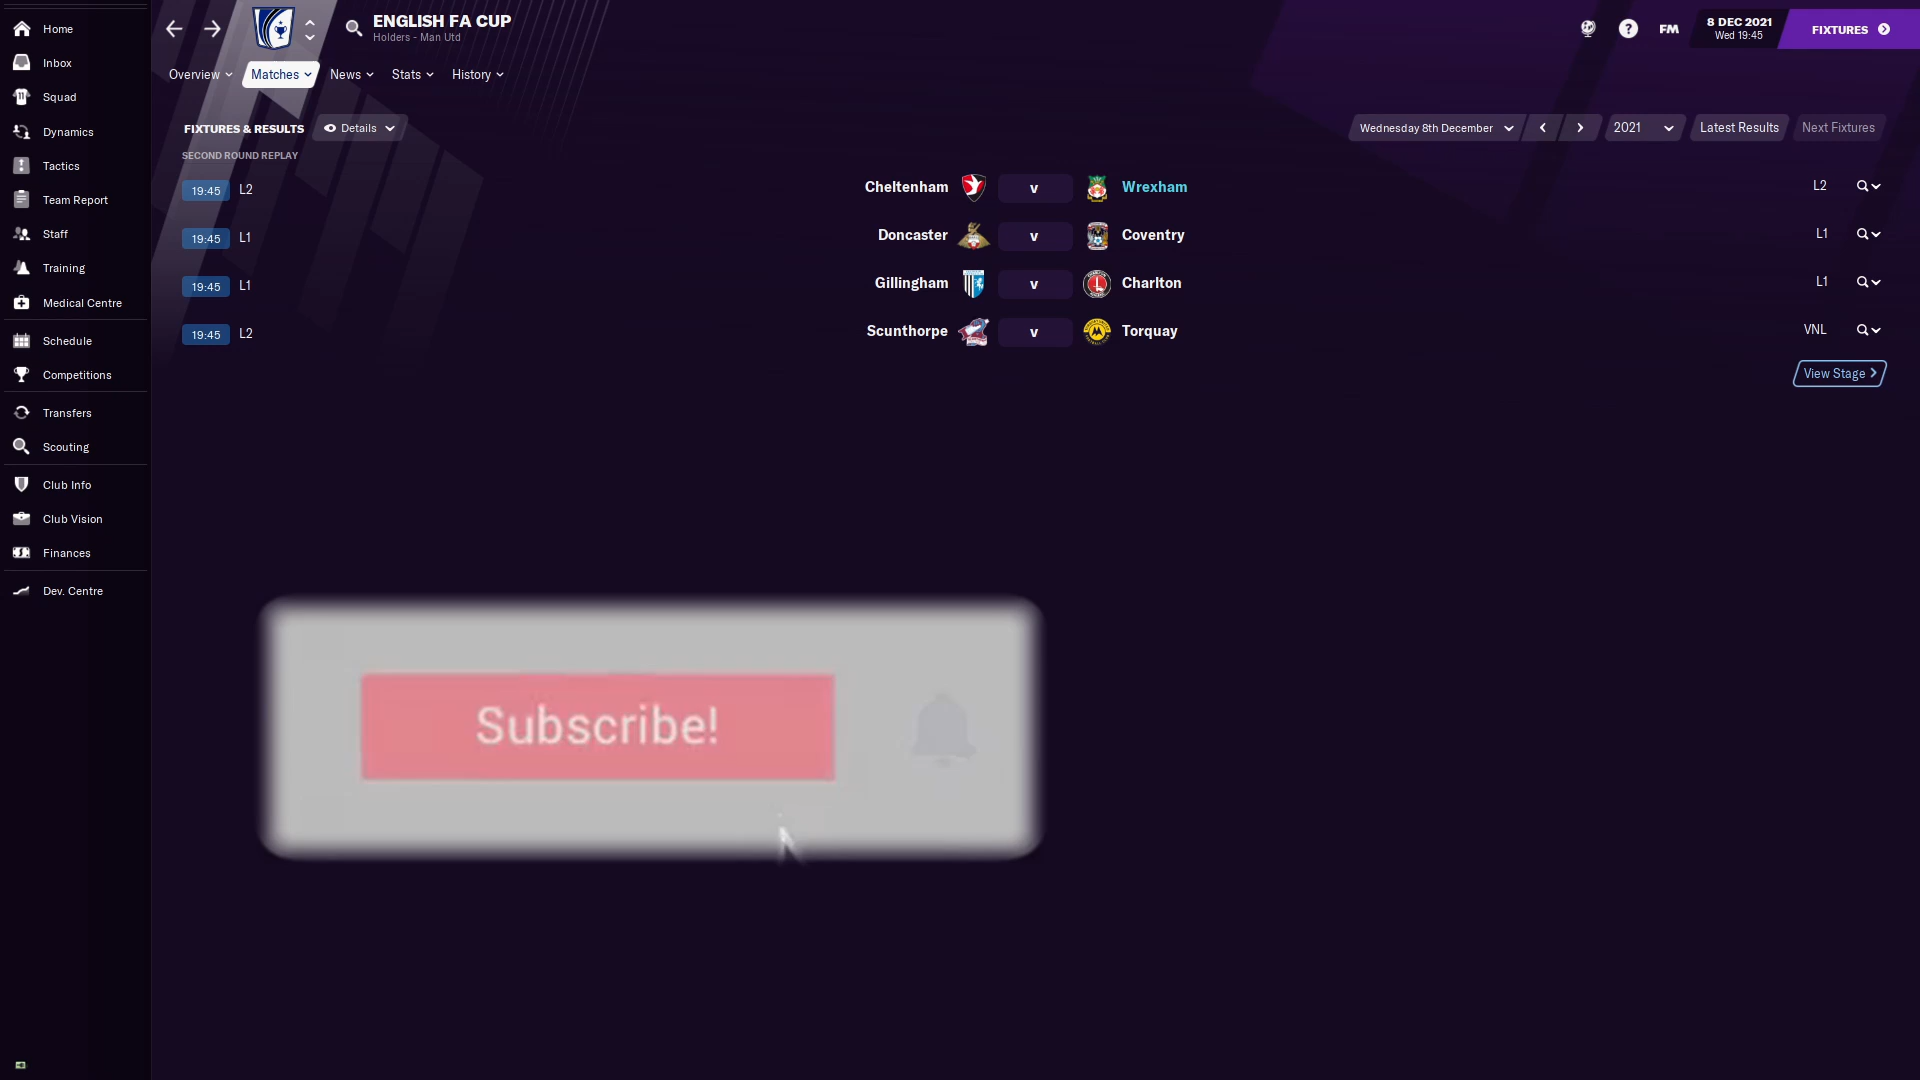 Home
Inbox
Squad
Dynamics
Tactics
Team Report
Staff
Training
Medical Centre
Schedule
Competitions
Transfers
Scouting
Club Info
Club Vision
Finances
Dev. Centre
ENGLISH FA CUP
Holders - Man Utd
FM
8 DEC 2021
Wed 19:45
FIXTURES
Overview Matches News Stats History
FIXTURES & RESULTS Details Wednesday 8th December 2021 Latest Results Next Fixtures
SECOND ROUND REPLAY
19:45 L2 Cheltenham v Wrexham L2
19:45 L1 Doncaster v Coventry L1
19:45 L1 Gillingham v Charlton L1
19:45 L2 Scunthorpe v Torquay VNL
View Stage
Subscribe!